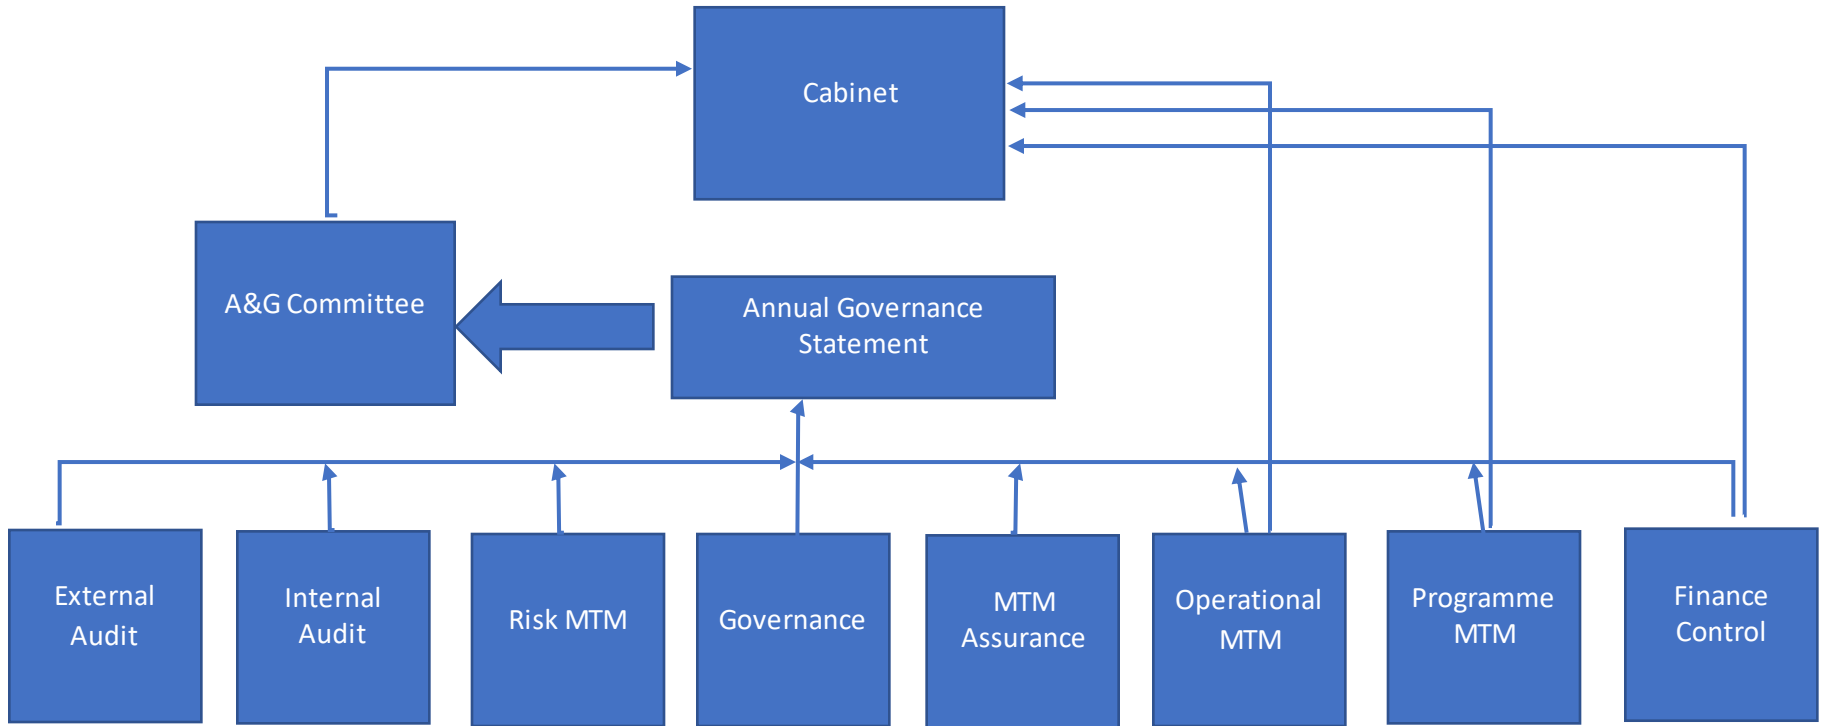 Cabinet
A&G Committee
Annual Governance
Statement
External
Audit
Internal
Audit
Risk MTM
Governance
MTM
Assurance
Operational
MTM
Programme
MTM
Finance
Control